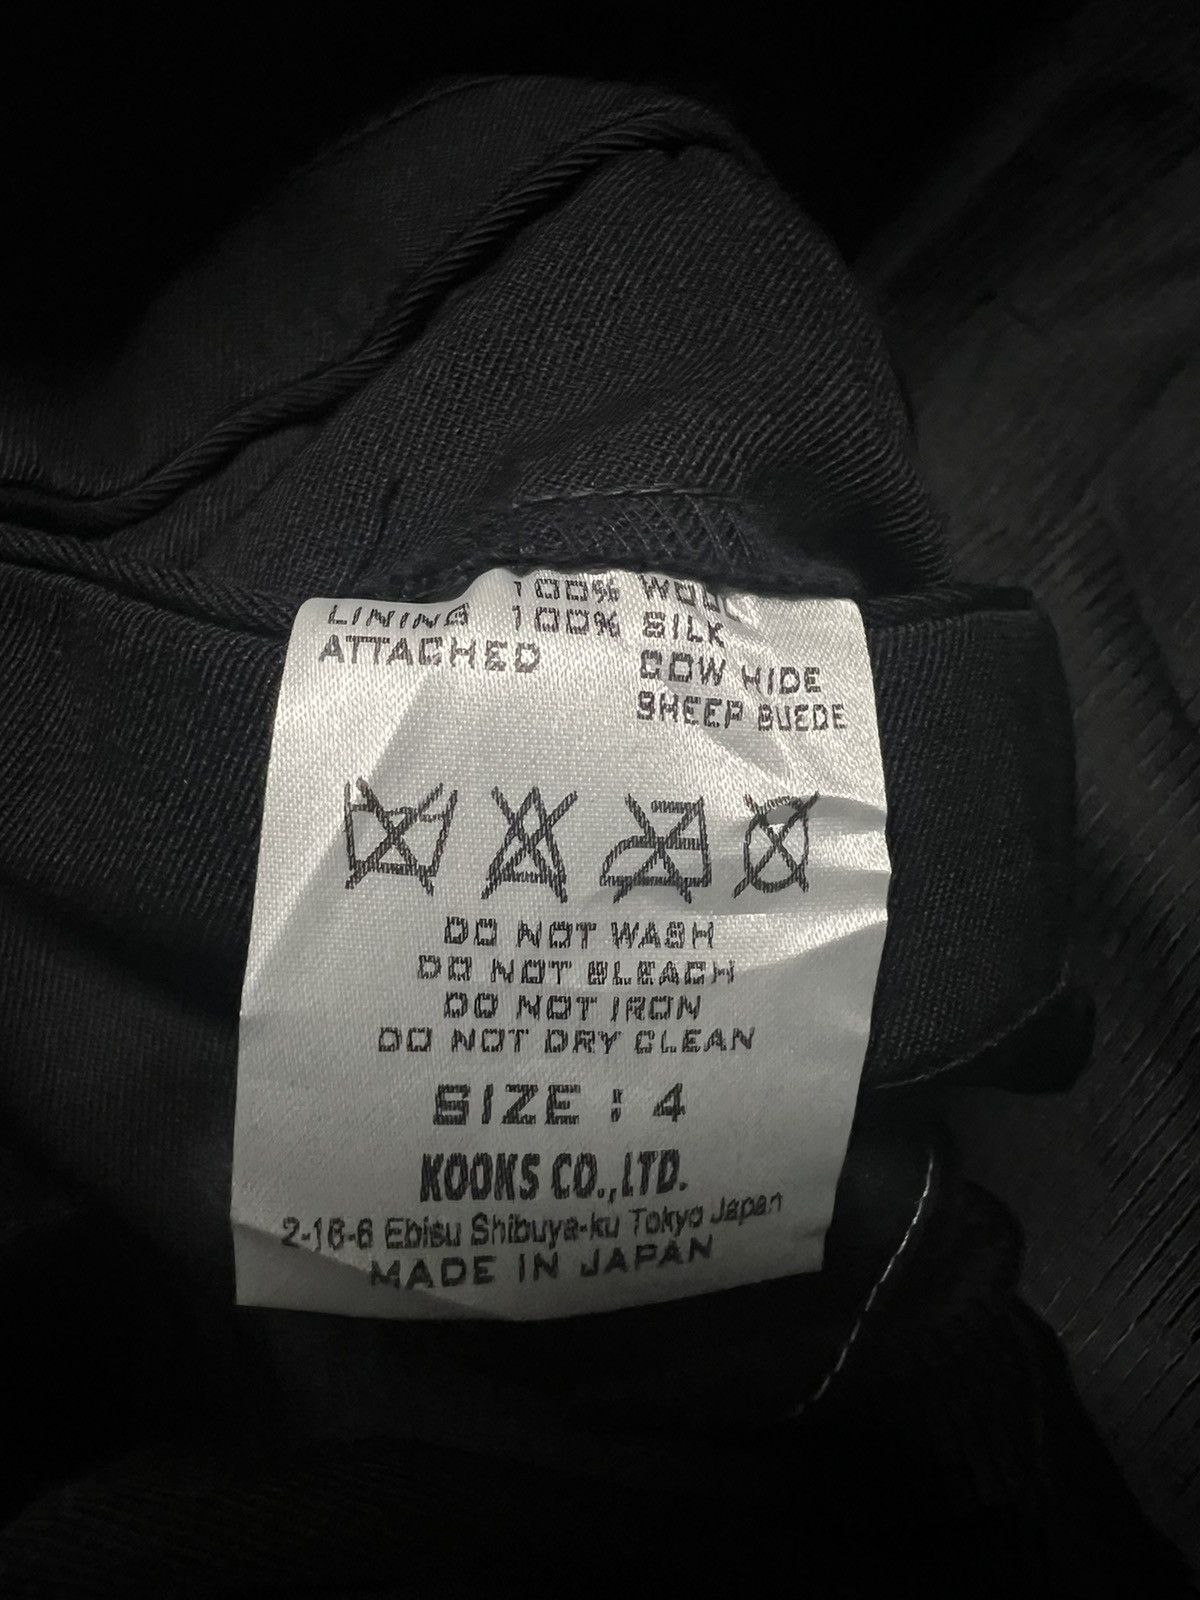 100% WOOL
LINING 100% SILK
ATTACHED COW HIDE
SHEEP SUEDE
DO NOT WASH
DO NOT BLEACH
DO NOT IRON
DO NOT DRY CLEAN
SIZE : 4
KOOKS CO.,LTD.
2-16-6 Ebisu Shibuya-ku Tokyo Japan
MADE IN JAPAN